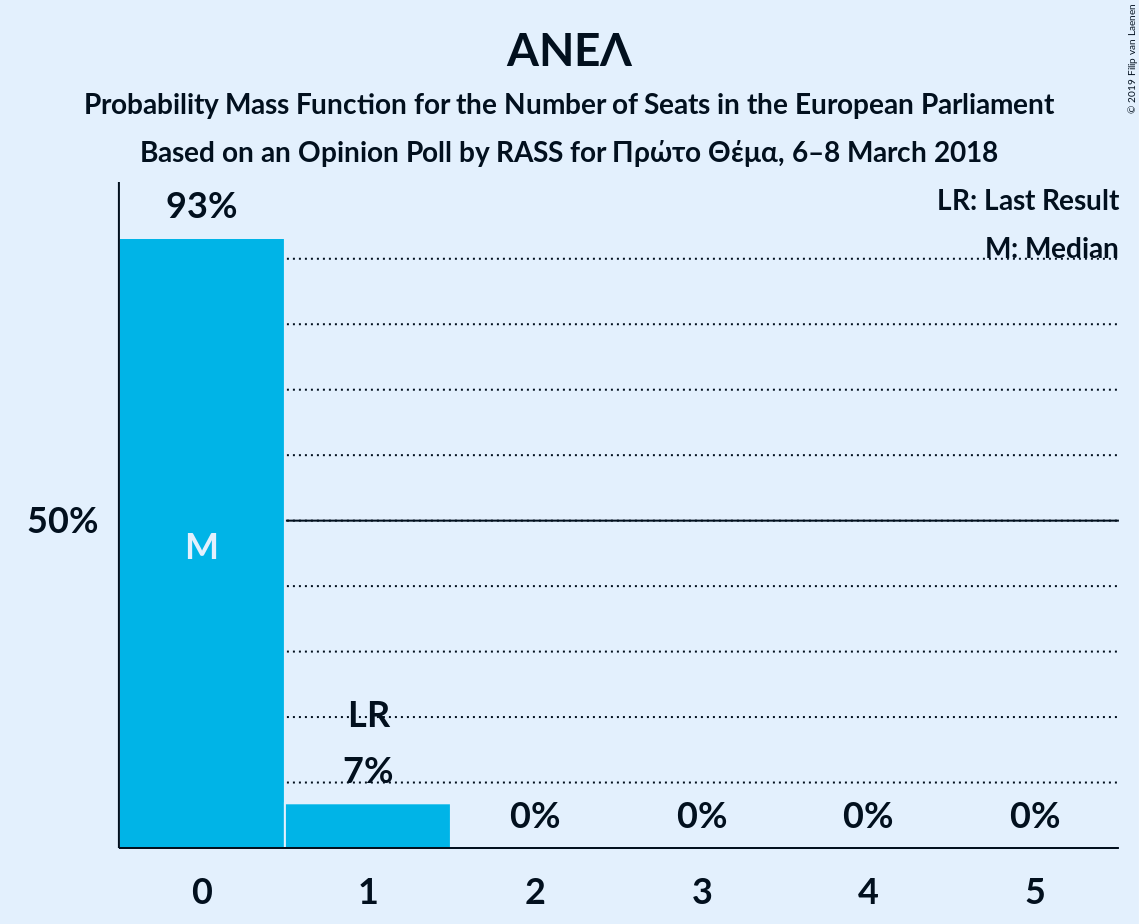 ΑΝΕΛ
Probability Mass Function for the Number of Seats in the European Parliament
Based on an Opinion Poll by RASS for Πρώτο Θέμα, 6–8 March 2018
© 2019 Filip van Laenen
LR: Last Result
M: Median
93%
50%
M
LR
7%
0% 0% 0% 0%
0 1 2 3 4 5